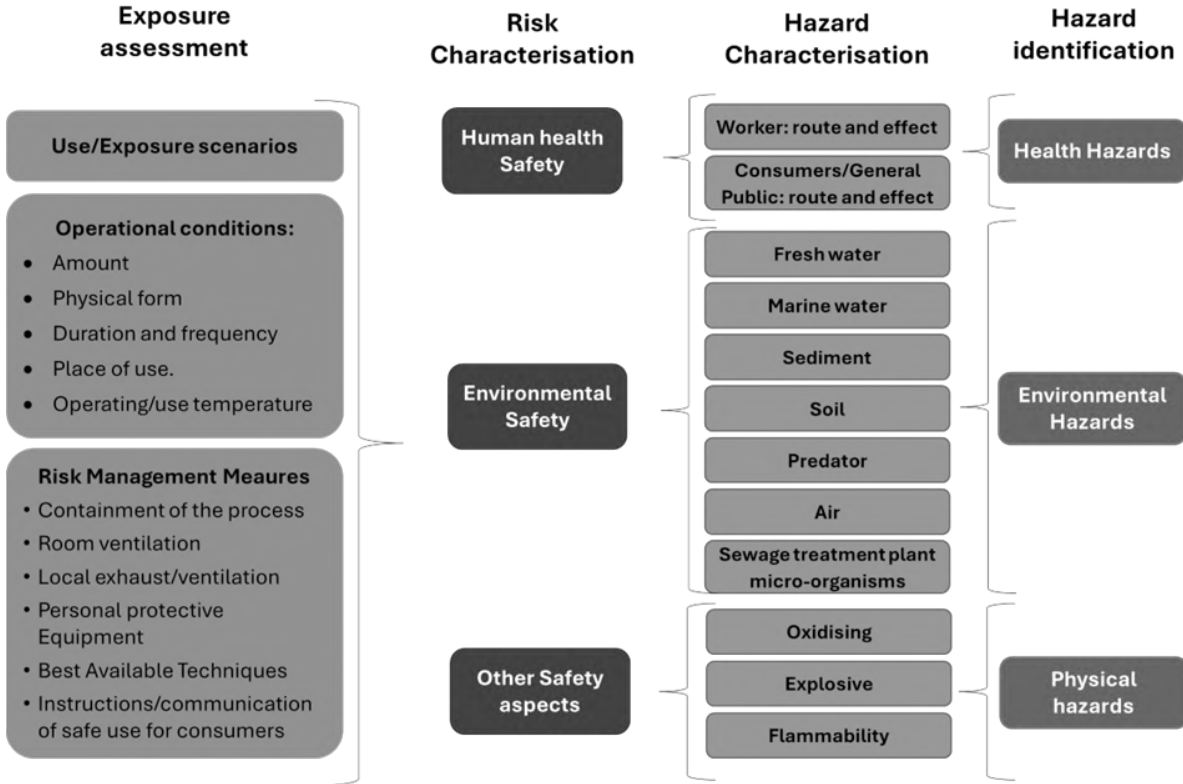 Exposure
assessment
Use/Exposure scenarios
Operational conditions:
• Amount
• Physical form
• Duration and frequency
• Place of use.
• Operating/use temperature
Risk Management Meaures
• Containment of the process
• Room ventilation
• Local exhaust/ventilation
• Personal protective
Equipment
• Best Available Techniques
• Instructions/communication
of safe use for consumers
Risk
Characterisation
Human health
Safety
Environmental
Safety
Other Safety
aspects
Hazard
Characterisation
Worker: route and effect
Consumers/General
Public: route and effect
Fresh water
Marine water
Sediment
Soil
Predator
Air
Sewage treatment plant
micro-organisms
Oxidising
Explosive
Flammability
Hazard
identification
Health Hazards
Environmental
Hazards
Physical
hazards